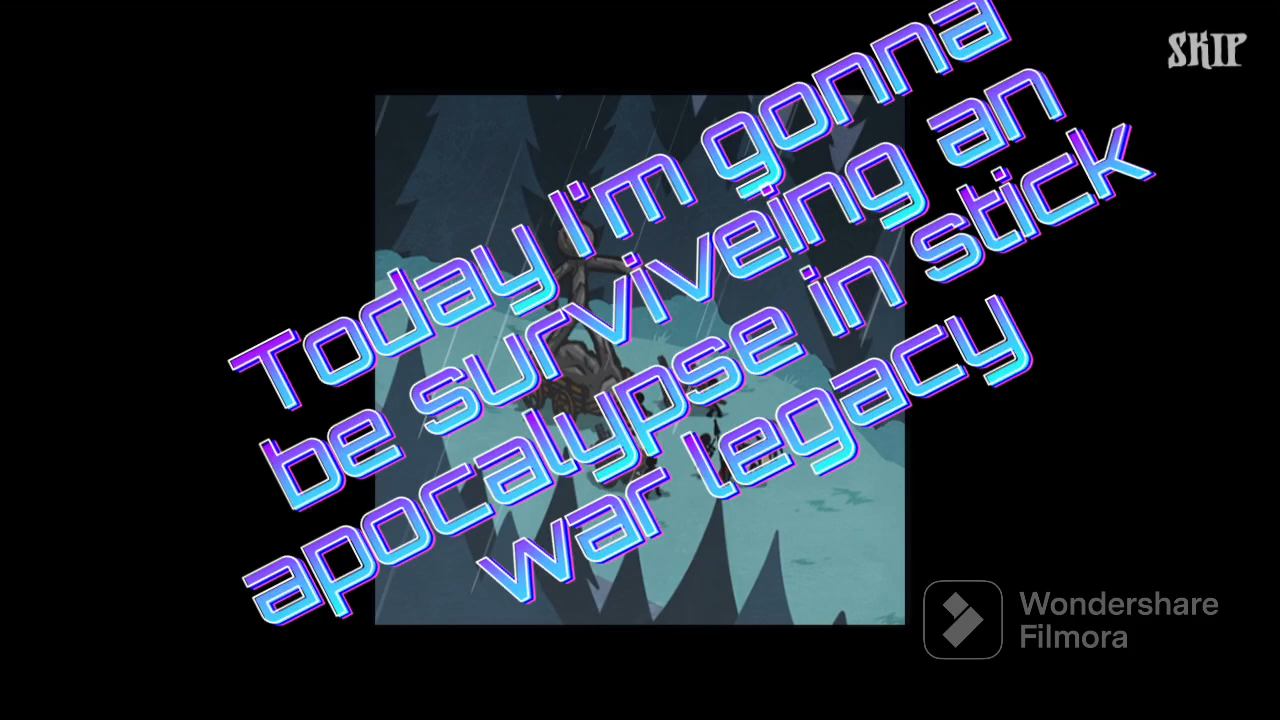 SKIP
Today I'm gonna
be surviveing an
apocalypse in stick
war legacy
Wondershare
Filmora